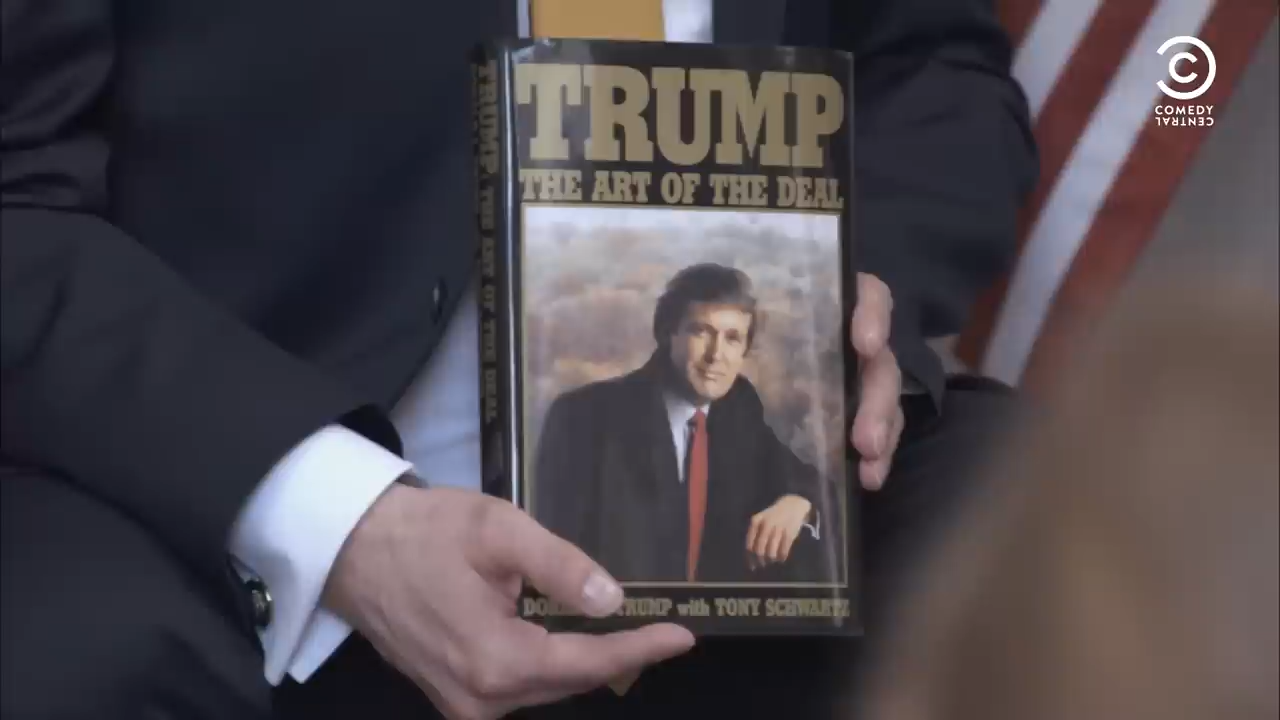 TRUMP
THE ART OF THE DEAL
TRUMP with TONY SCHWARTZ
TRUMP: THE ART OF THE DEAL
COMEDY
CENTRAL